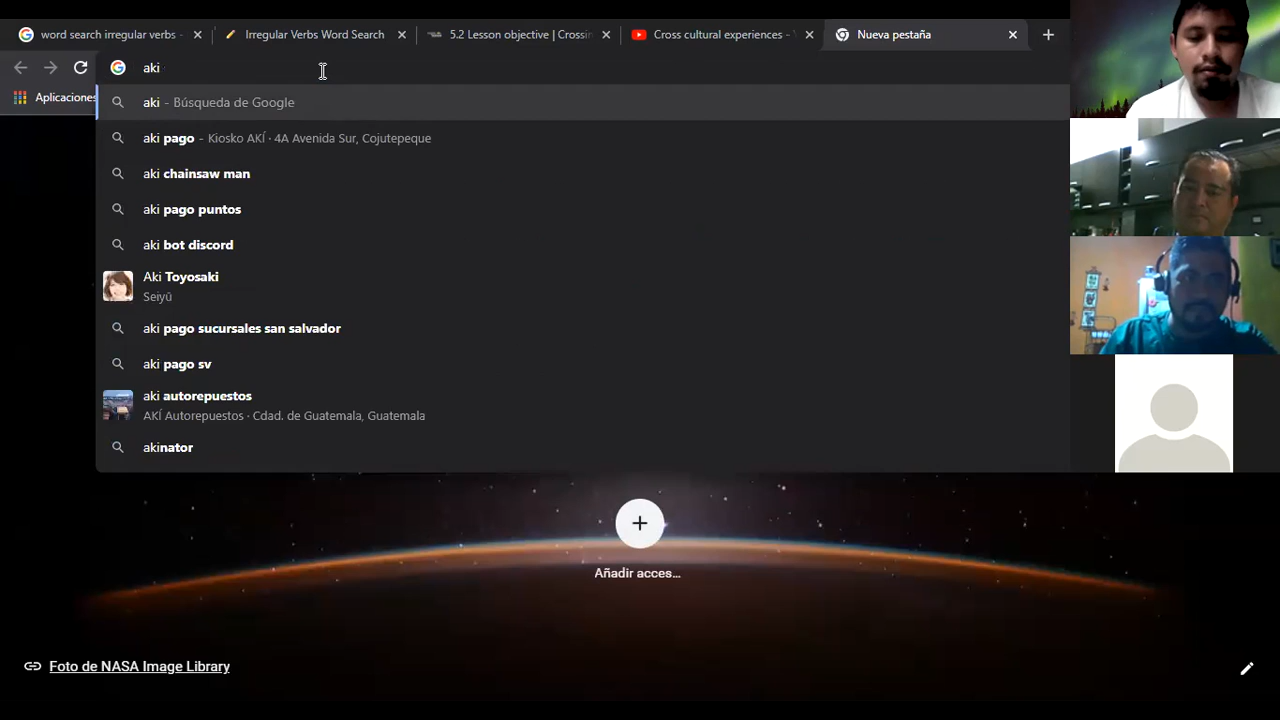 word search irregular verbs -
Irregular Verbs Word Search
5.2 Lesson objective | Crossin
Cross cultural experiences -
Nueva pestaña
aki
Aplicaciones
aki - Búsqueda de Google
aki pago - Kiosko AKÍ · 4A Avenida Sur, Cojutepeque
aki chainsaw man
aki pago puntos
aki bot discord
Aki Toyosaki
Seiyū
aki pago sucursales san salvador
aki pago sv
aki autorepuestos
AKÍ Autorepuestos · Cdad. de Guatemala, Guatemala
akinator
Añadir acces...
Foto de NASA Image Library